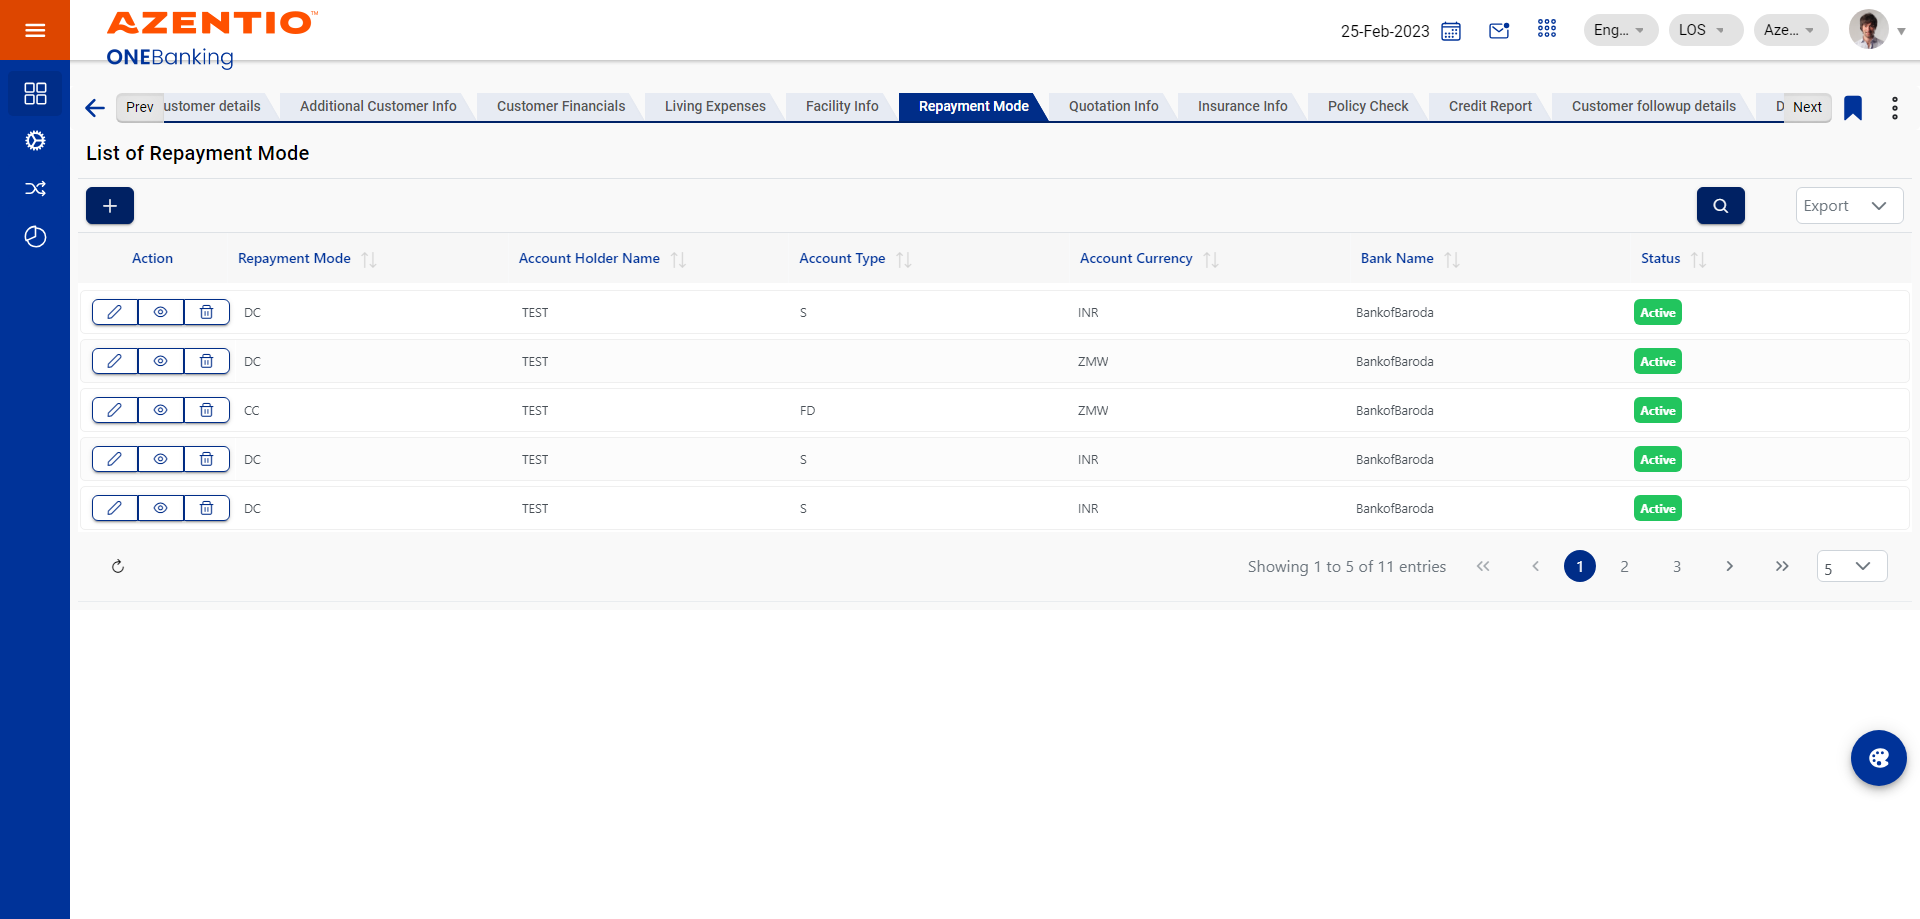 AZENTIO™
ONEBanking
25-Feb-2023
Eng...
LOS
Aze...
Prev
ustomer details
Additional Customer Info
Customer Financials
Living Expenses
Facility Info
Repayment Mode
Quotation Info
Insurance Info
Policy Check
Credit Report
Customer followup details
D
Next
List of Repayment Mode
Export
Action Repayment Mode Account Holder Name Account Type Account Currency Bank Name Status
DC TEST S INR BankofBaroda Active
DC TEST ZMW BankofBaroda Active
CC TEST FD ZMW BankofBaroda Active
DC TEST S INR BankofBaroda Active
DC TEST S INR BankofBaroda Active
Showing 1 to 5 of 11 entries 1 2 3 5